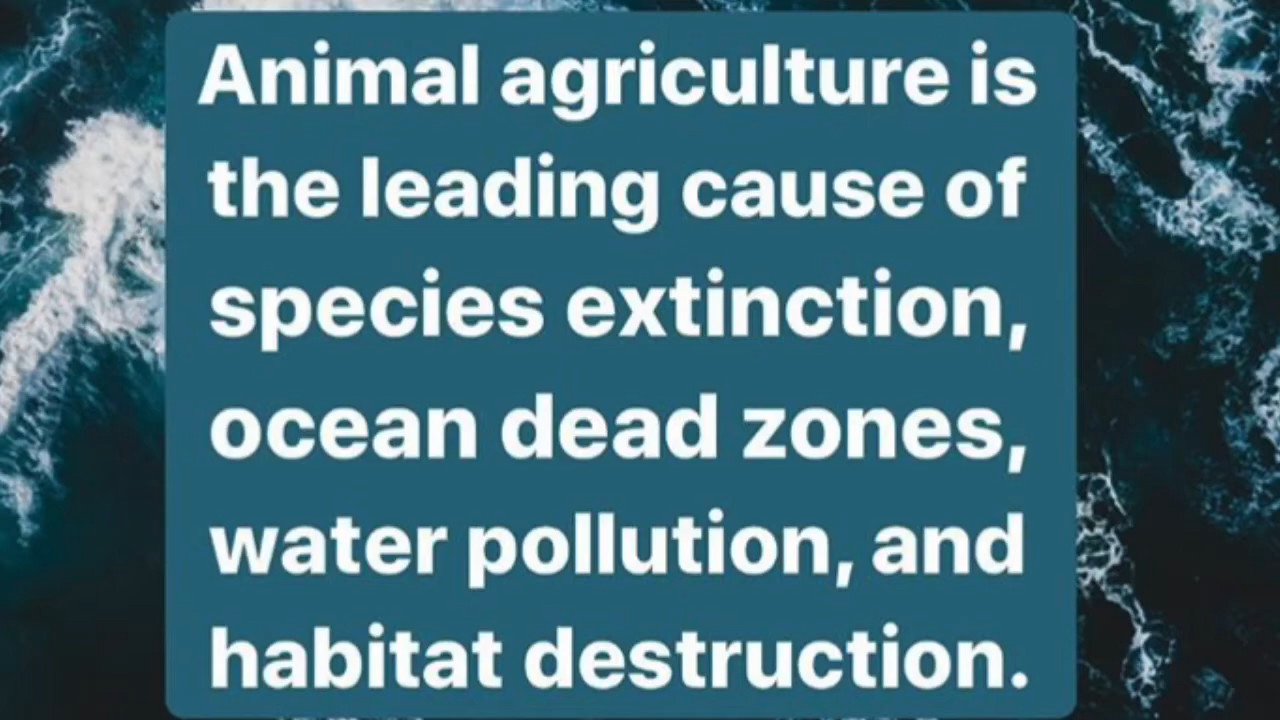 Animal agriculture is
the leading cause of
species extinction,
ocean dead zones,
water pollution, and
habitat destruction.